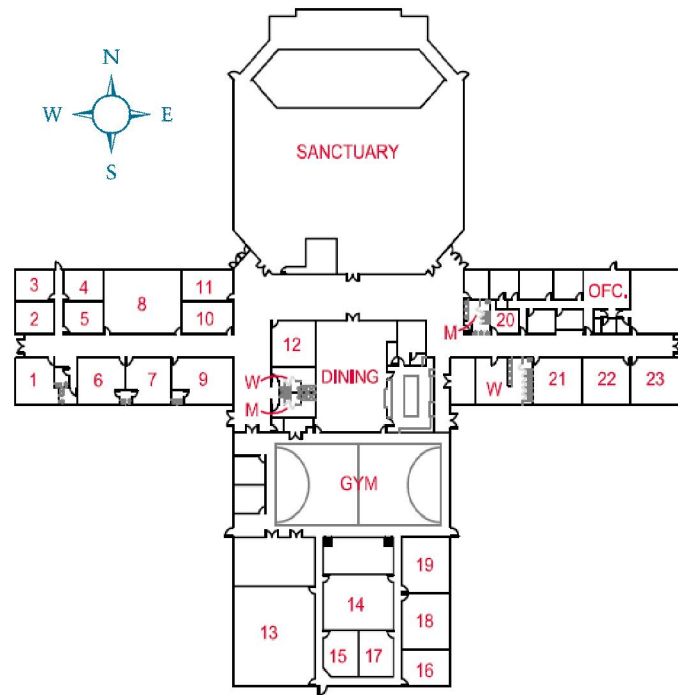 N
W E
S
SANCTUARY
3 4 8 11
OFC.
2 5 10
M 20
12
W DINING
M
1 6 7 9
W 21 22 23
GYM
19
14
13 18
15 17
16